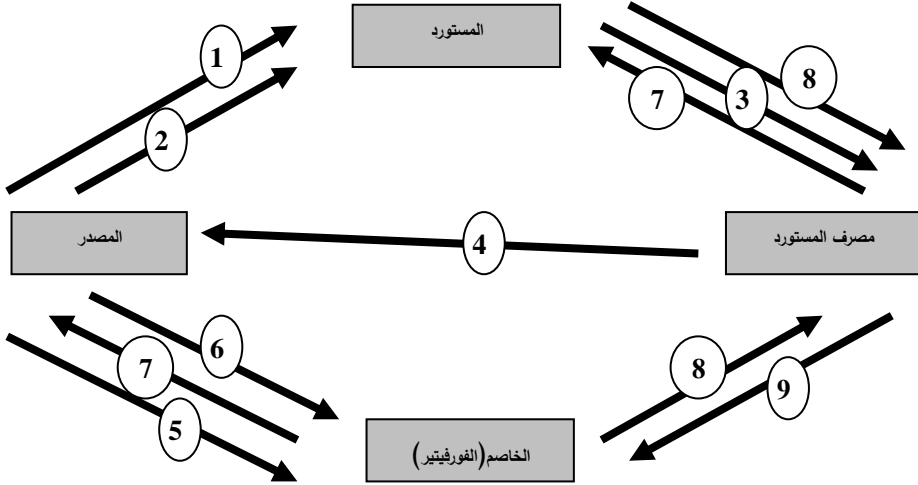 المستورد
1
8
3
7
2
المصدر
4
مصرف المستورد
6
7
5
8
9
الخاصم(الفورفيتير)